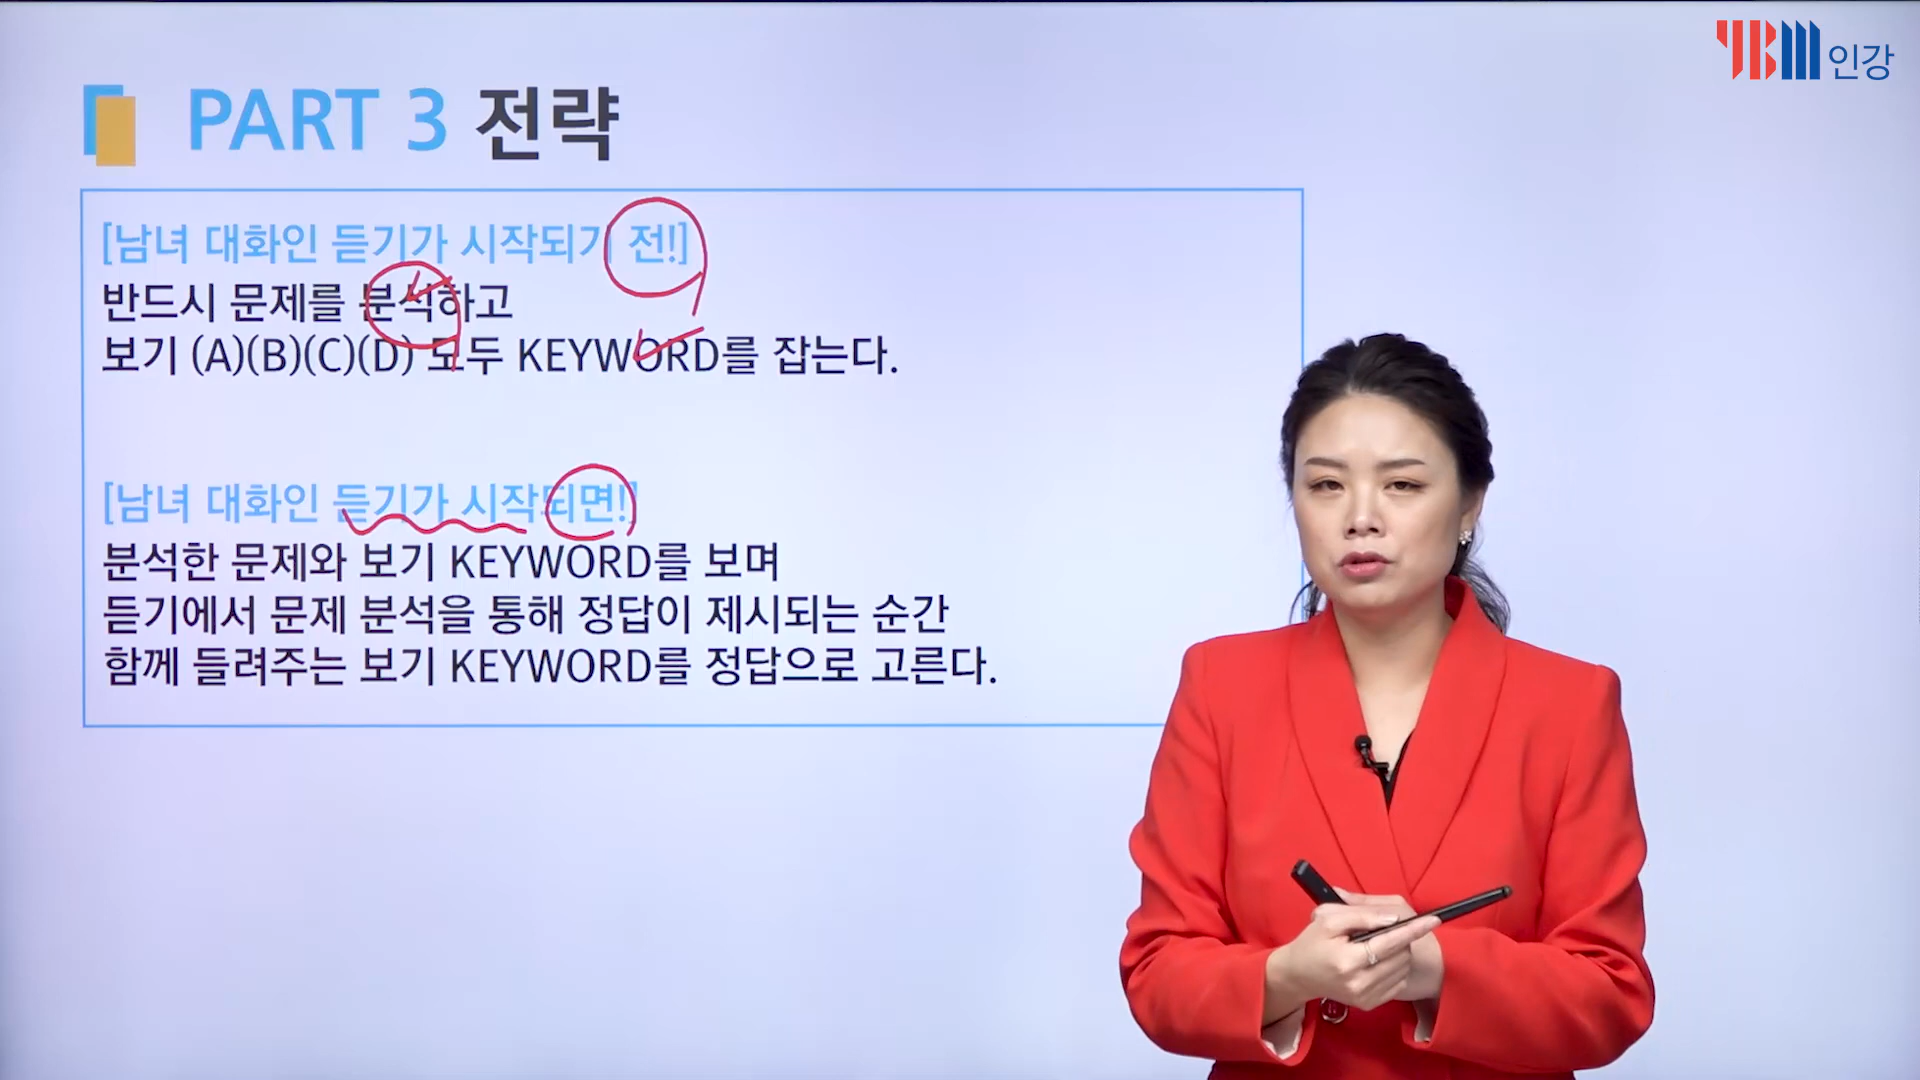 YBM 인강
PART 3 전략
[남녀 대화인 듣기가 시작되기 전!]
반드시 문제를 분석하고
보기 (A)(B)(C)(D) 모두 KEYWORD를 잡는다.
[남녀 대화인 듣기가 시작되면!]
분석한 문제와 보기 KEYWORD를 보며
듣기에서 문제 분석을 통해 정답이 제시되는 순간
함께 들려주는 보기 KEYWORD를 정답으로 고른다.